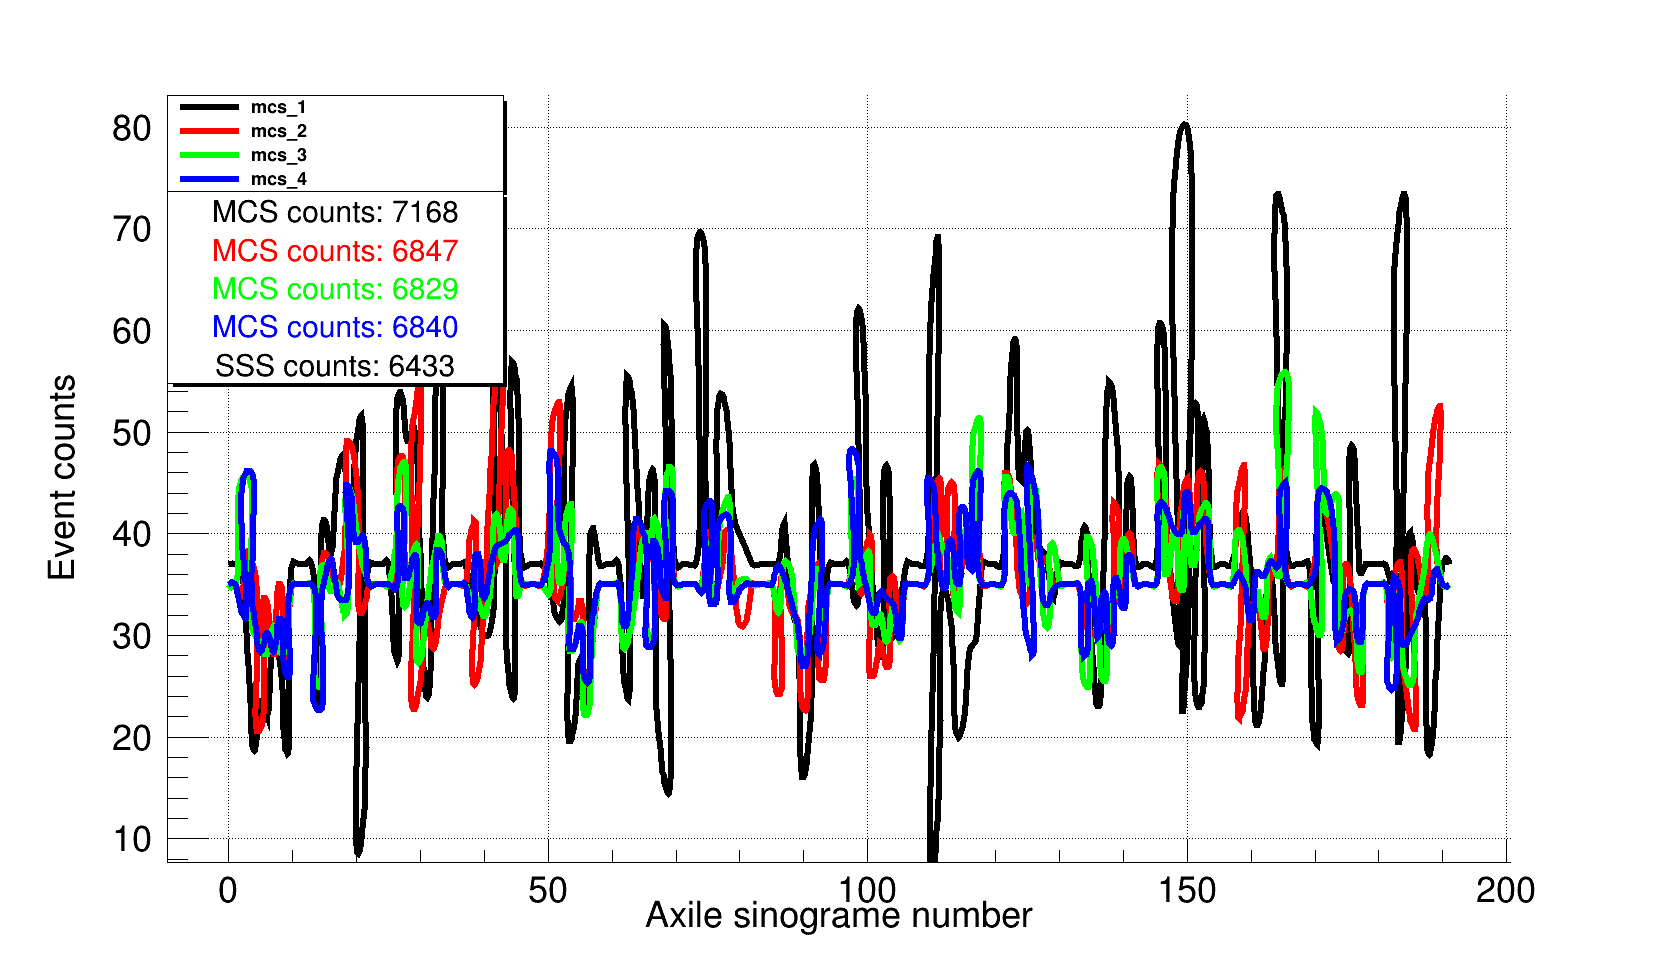 mcs_1
mcs_2
mcs_3
mcs_4
MCS counts: 7168
MCS counts: 6847
MCS counts: 6829
MCS counts: 6840
SSS counts: 6433
80
70
60
50
40
30
20
10
Event counts
0 50 100 150 200
Axile sinograme number